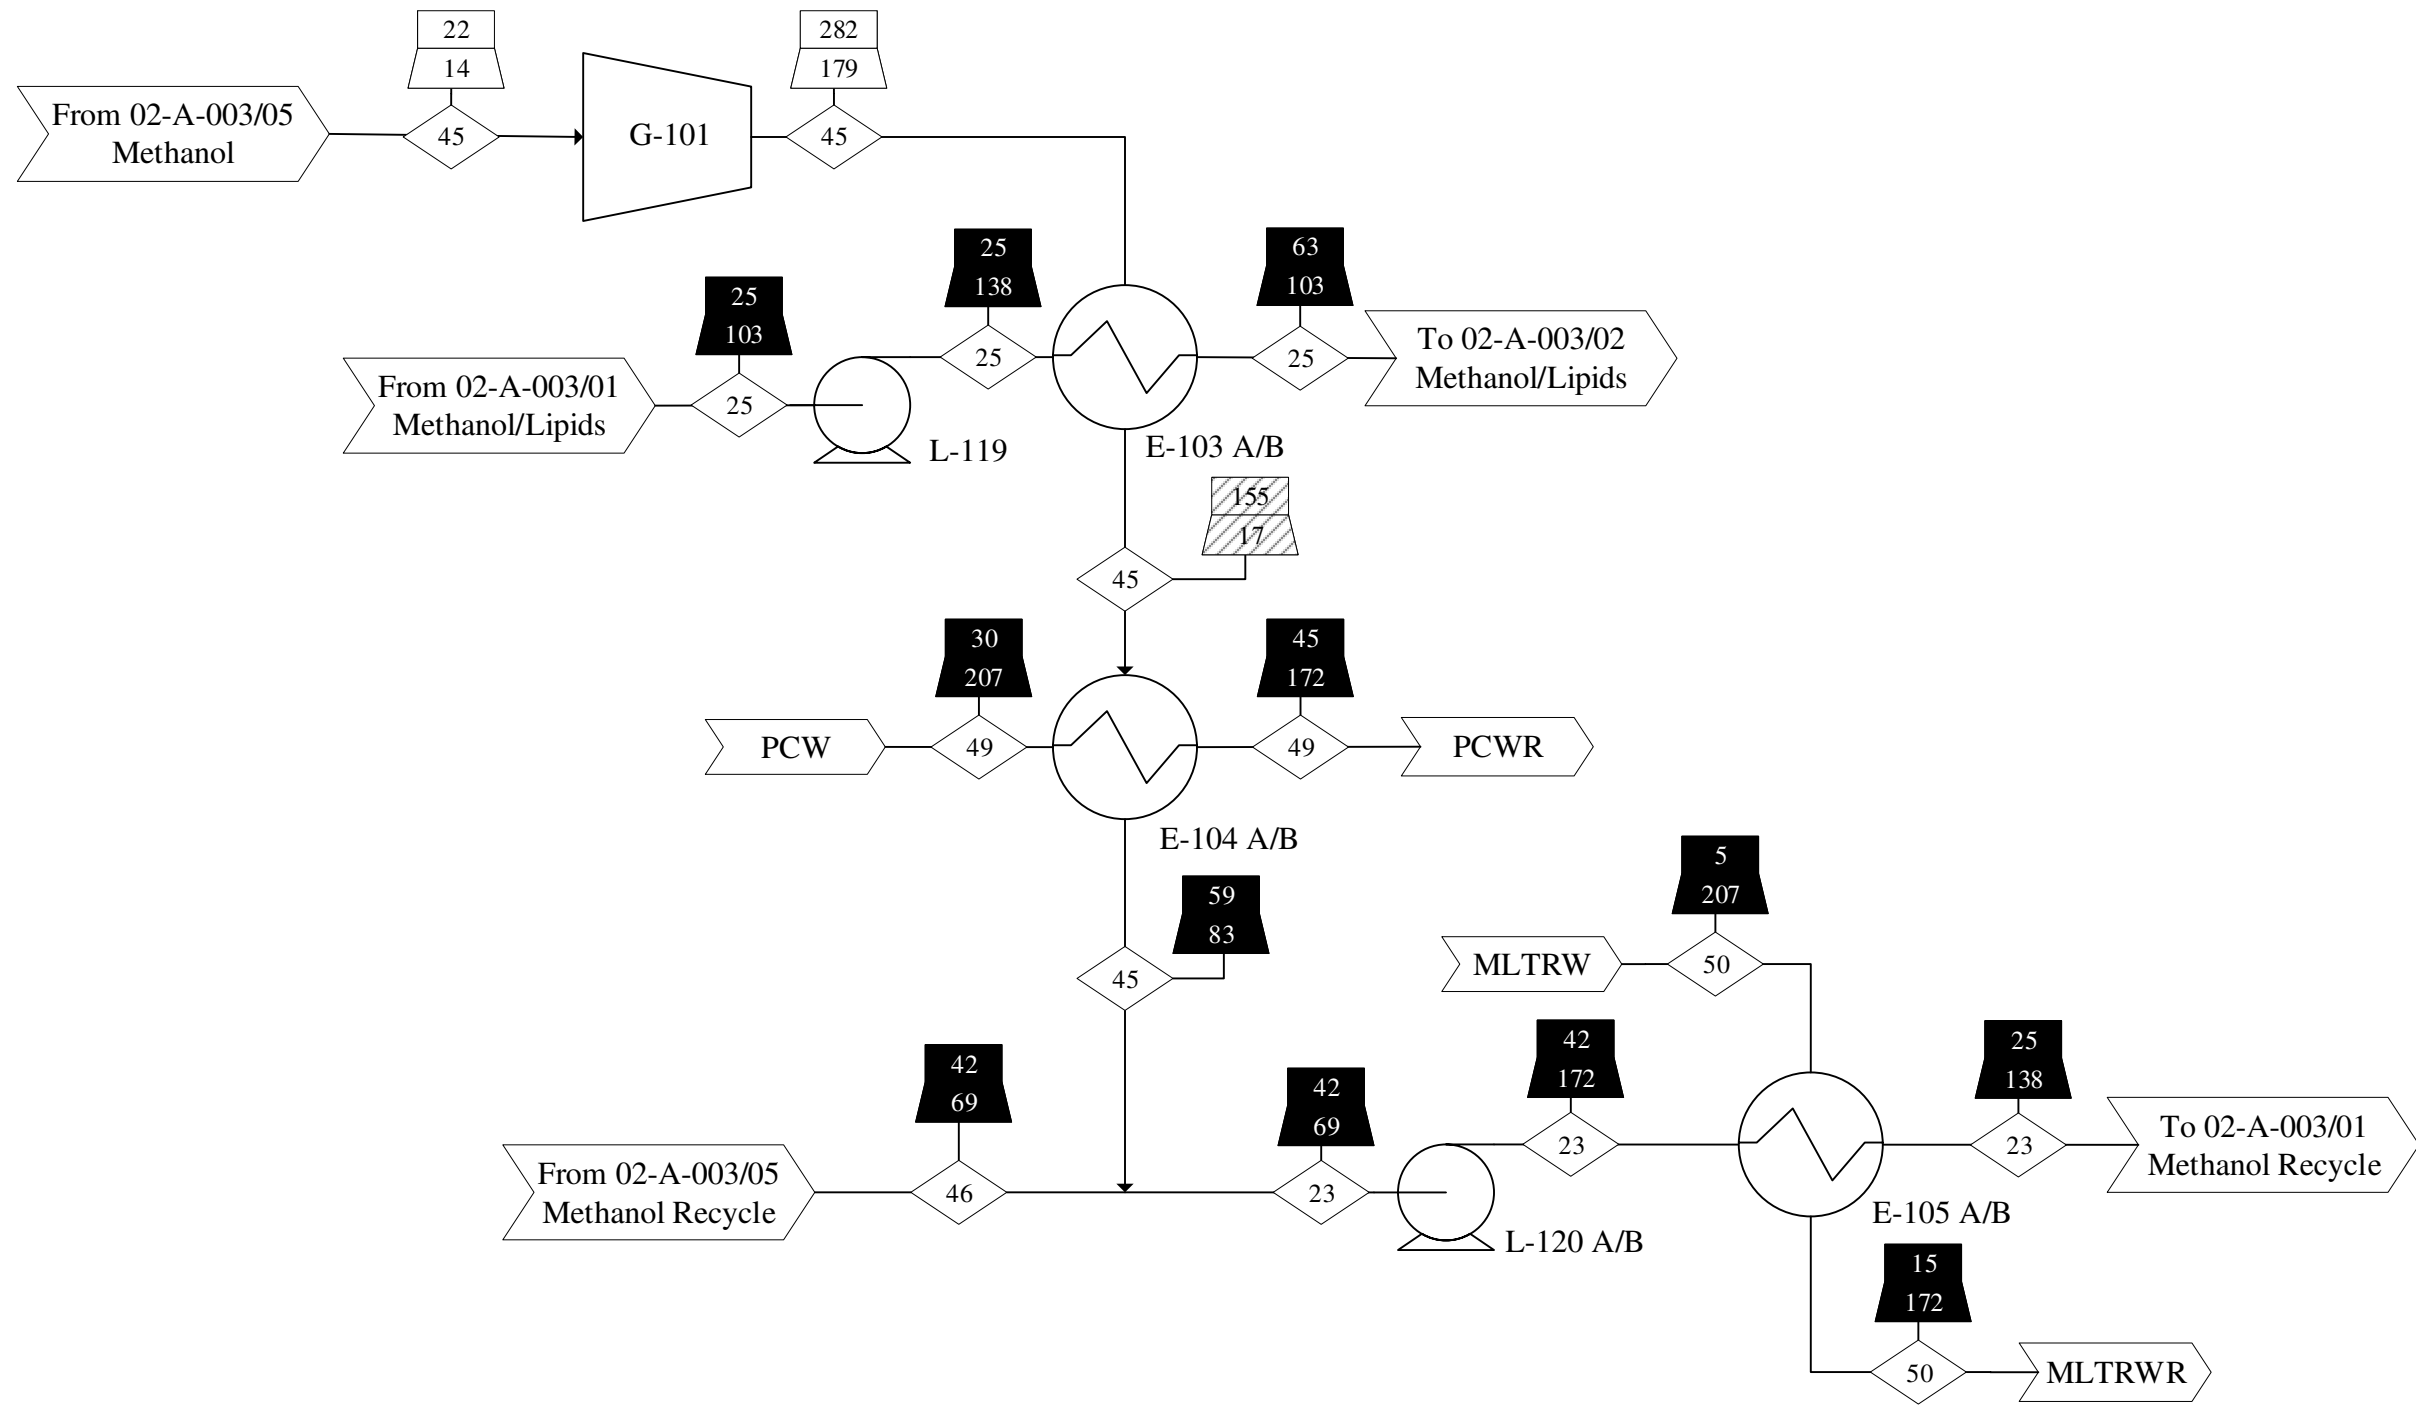 22
14
282
179
From 02-A-003/05
Methanol
45
G-101
45
25
138
63
103
25
103
25
25
To 02-A-003/02
Methanol/Lipids
From 02-A-003/01
Methanol/Lipids
25
L-119
E-103 A/B
155
17
45
30
207
45
172
PCW
49
49
PCWR
E-104 A/B
59
83
45
5
207
MLTRW
50
42
69
42
69
42
172
25
138
From 02-A-003/05
Methanol Recycle
46
23
23
23
To 02-A-003/01
Methanol Recycle
L-120 A/B
E-105 A/B
15
172
50
MLTRWR